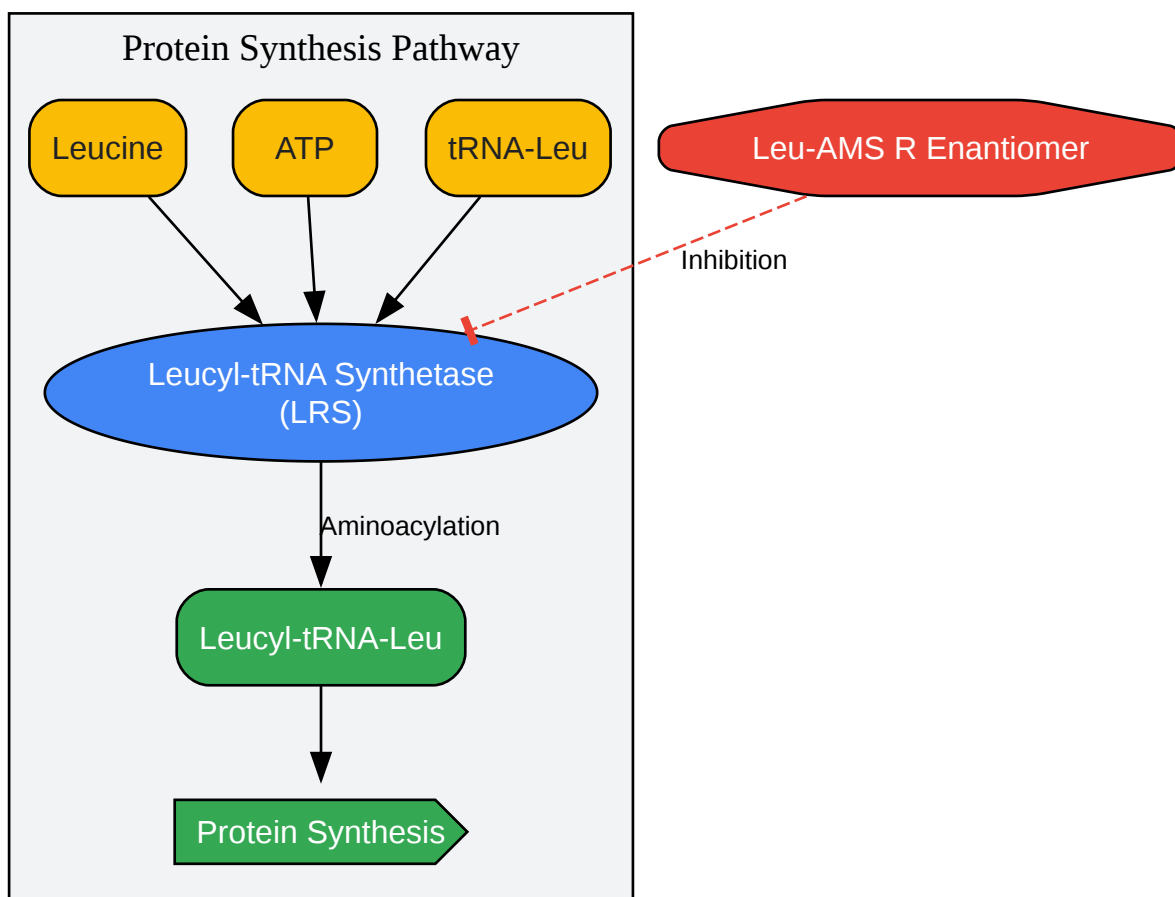 Protein Synthesis Pathway
Leucine
ATP
tRNA-Leu
Leu-AMS R Enantiomer
Inhibition
Leucyl-tRNA Synthetase
(LRS)
Aminoacylation
Leucyl-tRNA-Leu
Protein Synthesis